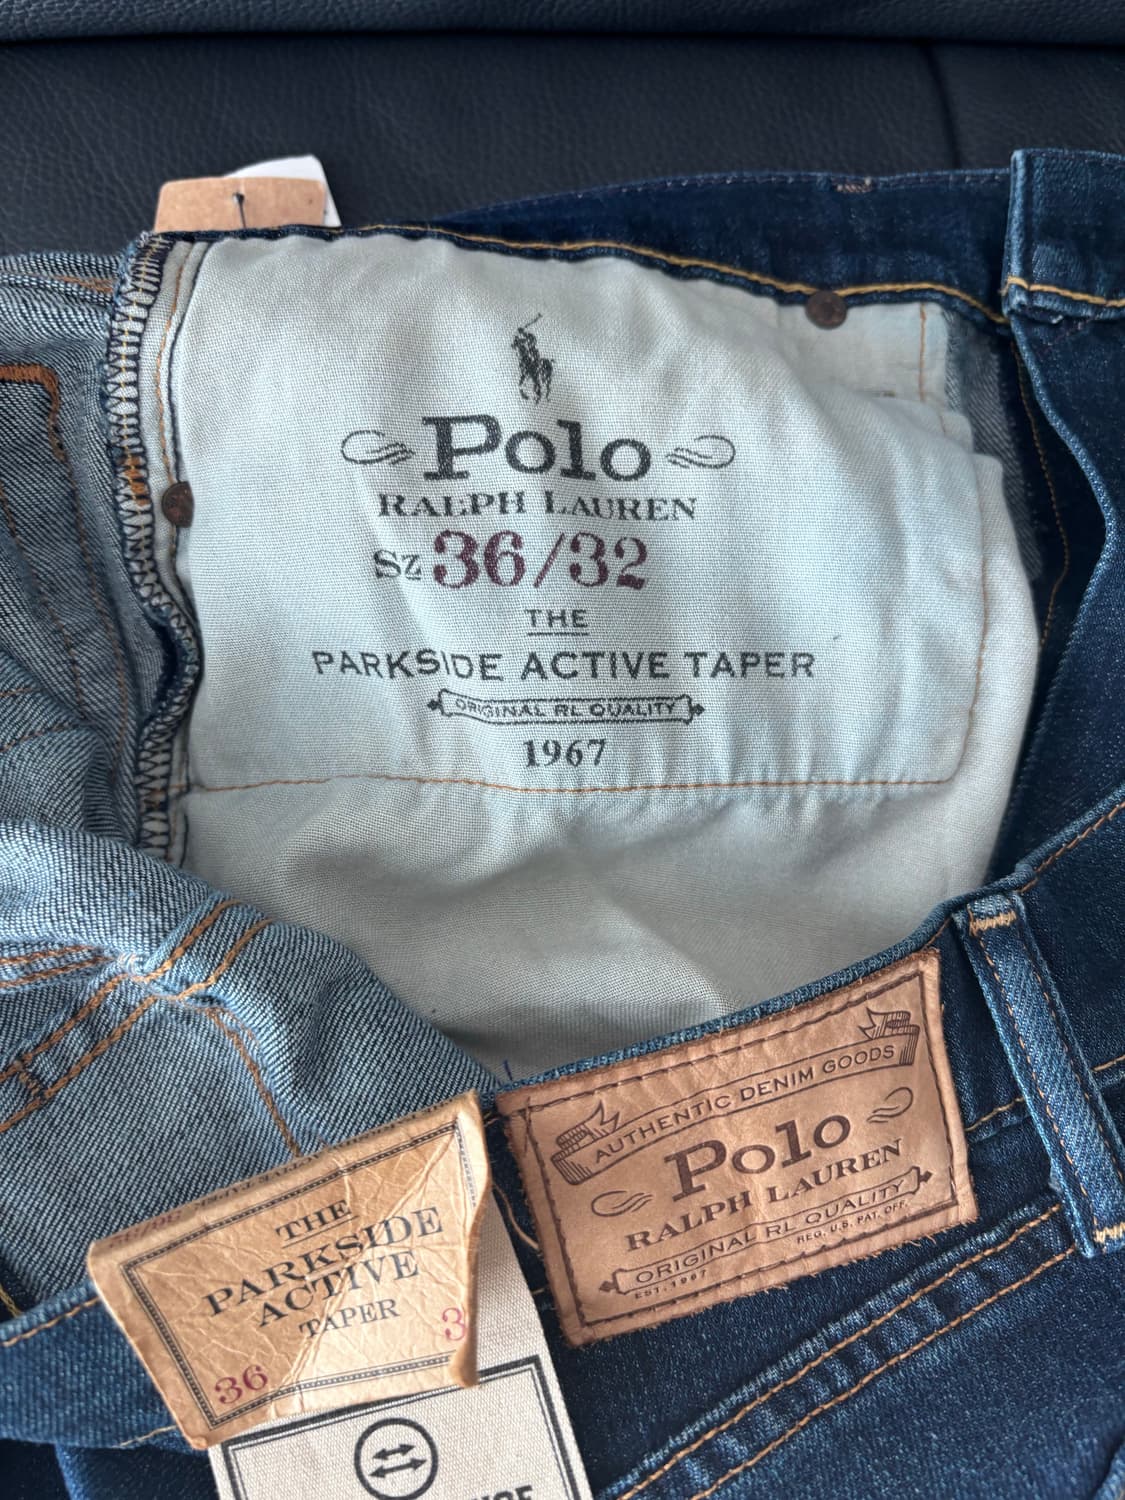 Polo
RALPH LAUREN
Sz 36/32
THE
PARKSIDE ACTIVE TAPER
ORIGINAL RL QUALITY
1967
AUTHENTIC DENIM GOODS
Polo
RALPH LAUREN
ORIGINAL RL QUALITY
REG. U.S. PAT. OFF.
EST. 1967
THE
PARKSIDE
ACTIVE
TAPER
36 3